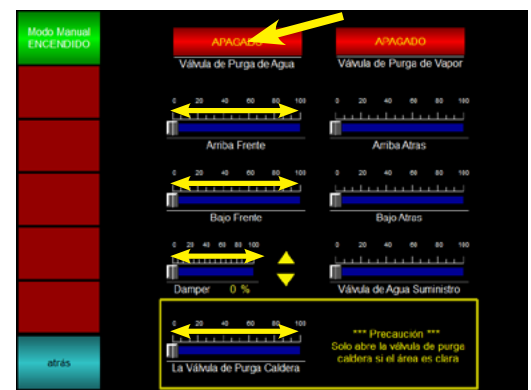 Modo Manual
ENCENDIDO
APAGADO
APAGADO
Válvula de Purga de Agua
Válvula de Purga de Vapor
0 20 40 60 80 100
0 20 40 60 80 100
Arriba Frente
Arriba Atras
0 20 40 60 80 100
0 20 40 60 80 100
Bajo Frente
Bajo Atras
0 20 40 60 80 100
0 20 40 60 80 100
Damper 0 %
Válvula de Agua Suministro
0 20 40 60 80 100
*** Precaución ***
Solo abre la válvula de purga
caldera si el área es clara
La Válvula de Purga Caldera
atrás